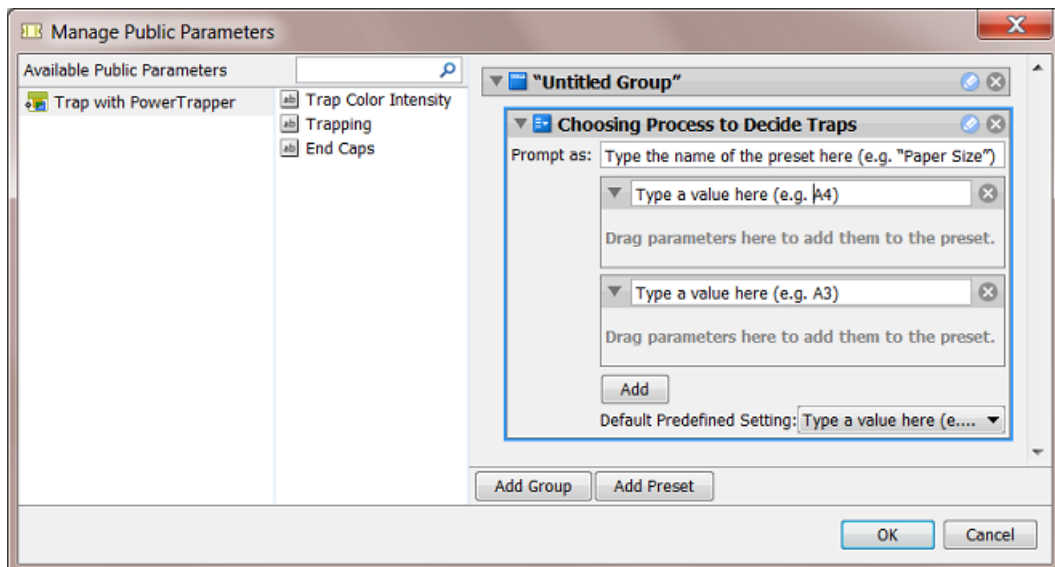 Manage Public Parameters
Available Public Parameters
Trap with PowerTrapper
Trap Color Intensity
Trapping
End Caps
"Untitled Group"
Choosing Process to Decide Traps
Prompt as: Type the name of the preset here (e.g. "Paper Size")
Type a value here (e.g. A4)
Drag parameters here to add them to the preset.
Type a value here (e.g. A3)
Drag parameters here to add them to the preset.
Add
Default Predefined Setting: Type a value here (e....
Add Group Add Preset
OK Cancel